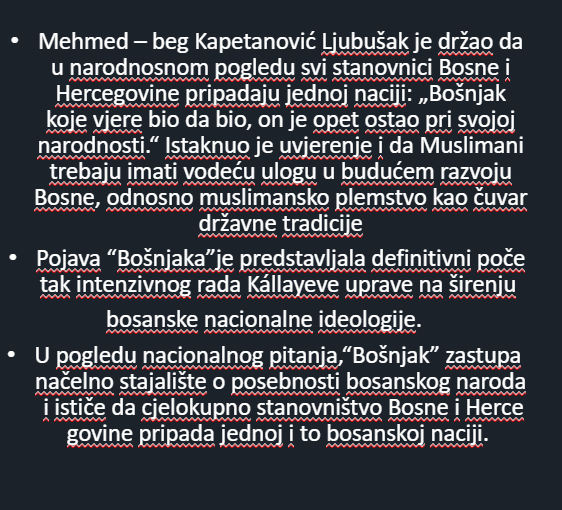 • Mehmed – beg Kapetanović Ljubušak je držao da
u narodnosnom pogledu svi stanovnici Bosne i
Hercegovine pripadaju jednoj naciji: „Bošnjak
koje vjere bio da bio, on je opet ostao pri svojoj
narodnosti.“ Istaknuo je uvjerenje i da Muslimani
trebaju imati vodeću ulogu u budućem razvoju
Bosne, odnosno muslimansko plemstvo kao čuvar
državne tradicije
• Pojava “Bošnjaka”je predstavljala definitivni poče
tak intenzivnog rada Kállayeve uprave na širenju
bosanske nacionalne ideologije.
• U pogledu nacionalnog pitanja,“Bošnjak” zastupa
načelno stajalište o posebnosti bosanskog naroda
i ističe da cjelokupno stanovništvo Bosne i Herce
govine pripada jednoj i to bosanskoj naciji.